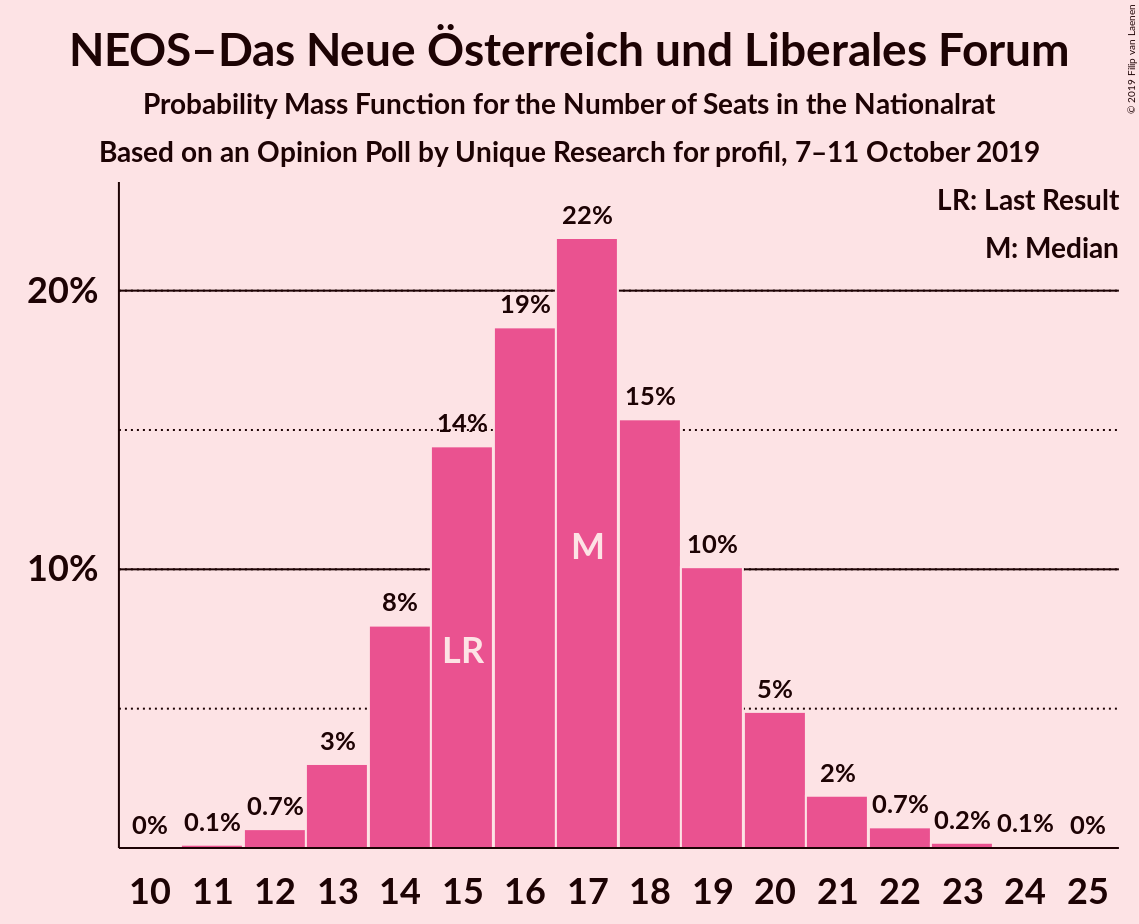 NEOS–Das Neue Österreich und Liberales Forum
Probability Mass Function for the Number of Seats in the Nationalrat
Based on an Opinion Poll by Unique Research for profil, 7–11 October 2019
© 2019 Filip van Laenen
LR: Last Result
M: Median
20%
10%
0%
0.1%
0.7%
3%
8%
14%
19%
22%
15%
10%
5%
2%
0.7%
0.2%
0.1%
0%
LR
M
10 11 12 13 14 15 16 17 18 19 20 21 22 23 24 25